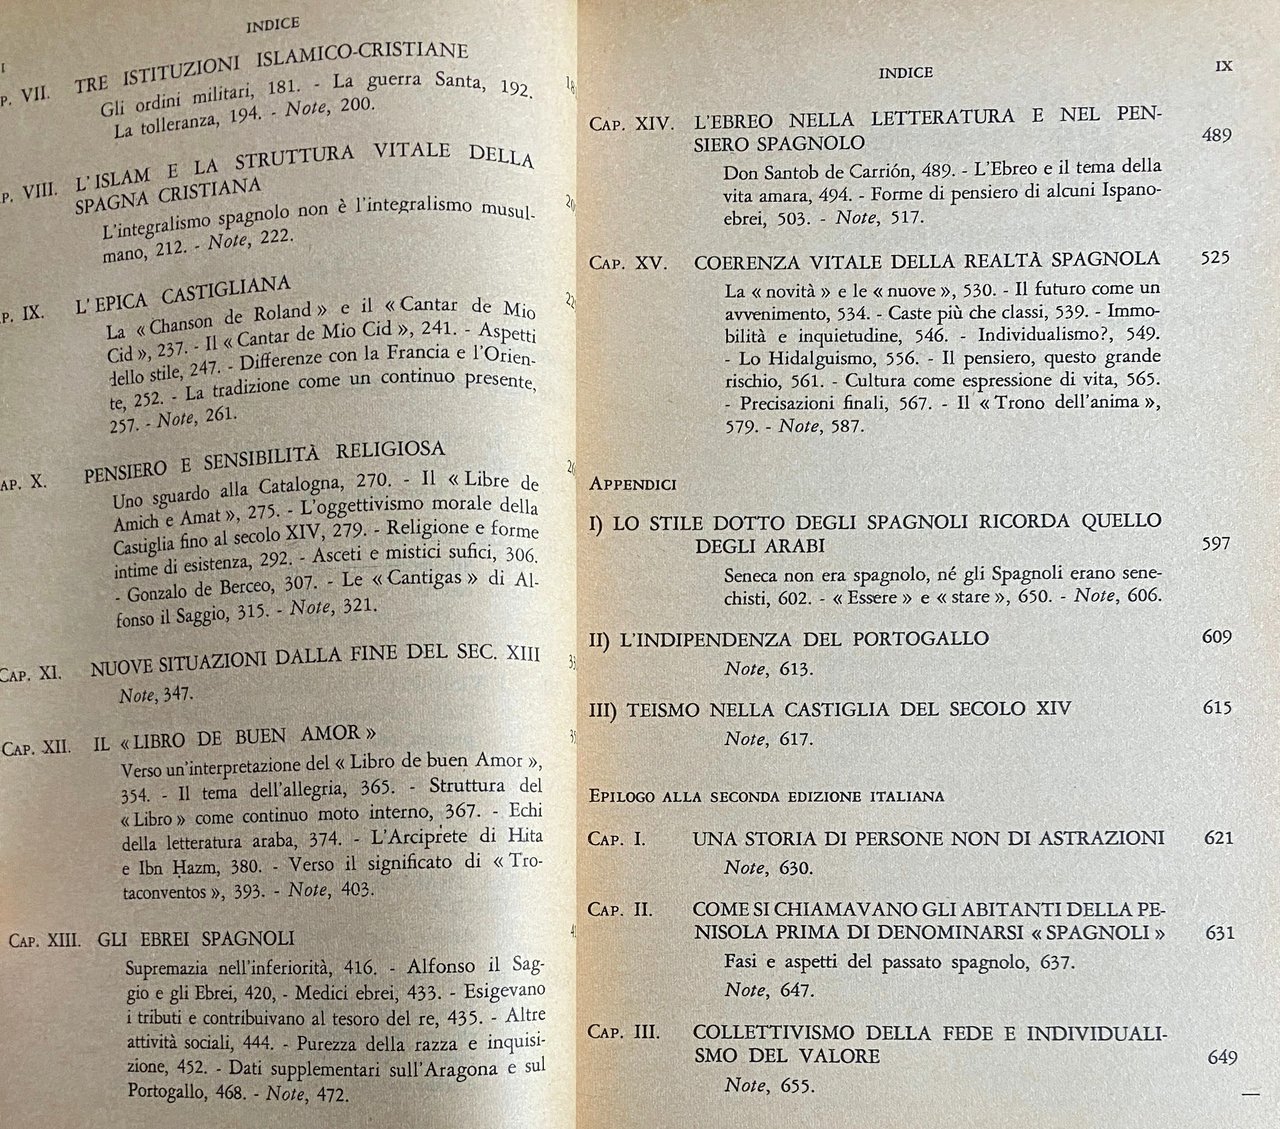 INDICE
I
P. VII. TRE ISTITUZIONI ISLAMICO-CRISTIANE
Gli ordini militari, 181. - La guerra Santa, 192.
La tolleranza, 194. - Note, 200.
P. VIII. L'ISLAM E LA STRUTTURA VITALE DELLA
SPAGNA CRISTIANA
L'integralismo spagnolo non è l'integralismo musul-
mano, 212. - Note, 222.
P. IX. L'EPICA CASTIGLIANA
La « Chanson de Roland » e il « Cantar de Mio
Cid », 237. - Il « Cantar de Mio Cid », 241. - Aspetti
dello stile, 247. - Differenze con la Francia e l'Orien-
te, 252. - La tradizione come un continuo presente,
257. - Note, 261.
AP. X. PENSIERO E SENSIBILITÀ RELIGIOSA
Uno sguardo alla Catalogna, 270. - Il « Libre de
Amich e Amat », 275. - L'oggettivismo morale della
Castiglia fino al secolo XIV, 279. - Religione e forme
intime di esistenza, 292. - Asceti e mistici sufici, 306.
- Gonzalo de Berceo, 307. - Le « Cantigas » di Al-
fonso il Saggio, 315. - Note, 321.
CAP. XI. NUOVE SITUAZIONI DALLA FINE DEL SEC. XIII
Note, 347.
CAP. XII. IL « LIBRO DE BUEN AMOR »
Verso un'interpretazione del « Libro de buen Amor »,
354. - Il tema dell'allegria, 365. - Struttura del
« Libro » come continuo moto interno, 367. - Echi
della letteratura araba, 374. - L'Arciprete di Hita
e Ibn Ḥazm, 380. - Verso il significato di « Tro-
taconventos », 393. - Note, 403.
CAP. XIII. GLI EBREI SPAGNOLI
Supremazia nell'inferiorità, 416. - Alfonso il Sag-
gio e gli Ebrei, 420, - Medici ebrei, 433. - Esigevano
i tributi e contribuivano al tesoro del re, 435. - Altre
attività sociali, 444. - Purezza della razza e inquisi-
zione, 452. - Dati supplementari sull'Aragona e sul
Portogallo, 468. - Note, 472.
INDICE IX
CAP. XIV. L'EBREO NELLA LETTERATURA E NEL PEN-
SIERO SPAGNOLO 489
Don Santob de Carrión, 489. - L'Ebreo e il tema della
vita amara, 494. - Forme di pensiero di alcuni Ispano-
ebrei, 503. - Note, 517.
CAP. XV. COERENZA VITALE DELLA REALTÀ SPAGNOLA 525
La « novità » e le « nuove », 530. - Il futuro come un
avvenimento, 534. - Caste più che classi, 539. - Immo-
bilità e inquietudine, 546. - Individualismo?, 549.
- Lo Hidalguismo, 556. - Il pensiero, questo grande
rischio, 561. - Cultura come espressione di vita, 565.
- Precisazioni finali, 567. - Il « Trono dell'anima »,
579. - Note, 587.
APPENDICI
I) LO STILE DOTTO DEGLI SPAGNOLI RICORDA QUELLO
DEGLI ARABI 597
Seneca non era spagnolo, né gli Spagnoli erano sene-
chisti, 602. - « Essere » e « stare », 650. - Note, 606.
II) L'INDIPENDENZA DEL PORTOGALLO 609
Note, 613.
III) TEISMO NELLA CASTIGLIA DEL SECOLO XIV 615
Note, 617.
EPILOGO ALLA SECONDA EDIZIONE ITALIANA
CAP. I. UNA STORIA DI PERSONE NON DI ASTRAZIONI 621
Note, 630.
CAP. II. COME SI CHIAMAVANO GLI ABITANTI DELLA PE-
NISOLA PRIMA DI DENOMINARSI « SPAGNOLI » 631
Fasi e aspetti del passato spagnolo, 637.
Note, 647.
CAP. III. COLLETTIVISMO DELLA FEDE E INDIVIDUALI-
SMO DEL VALORE 649
Note, 655.